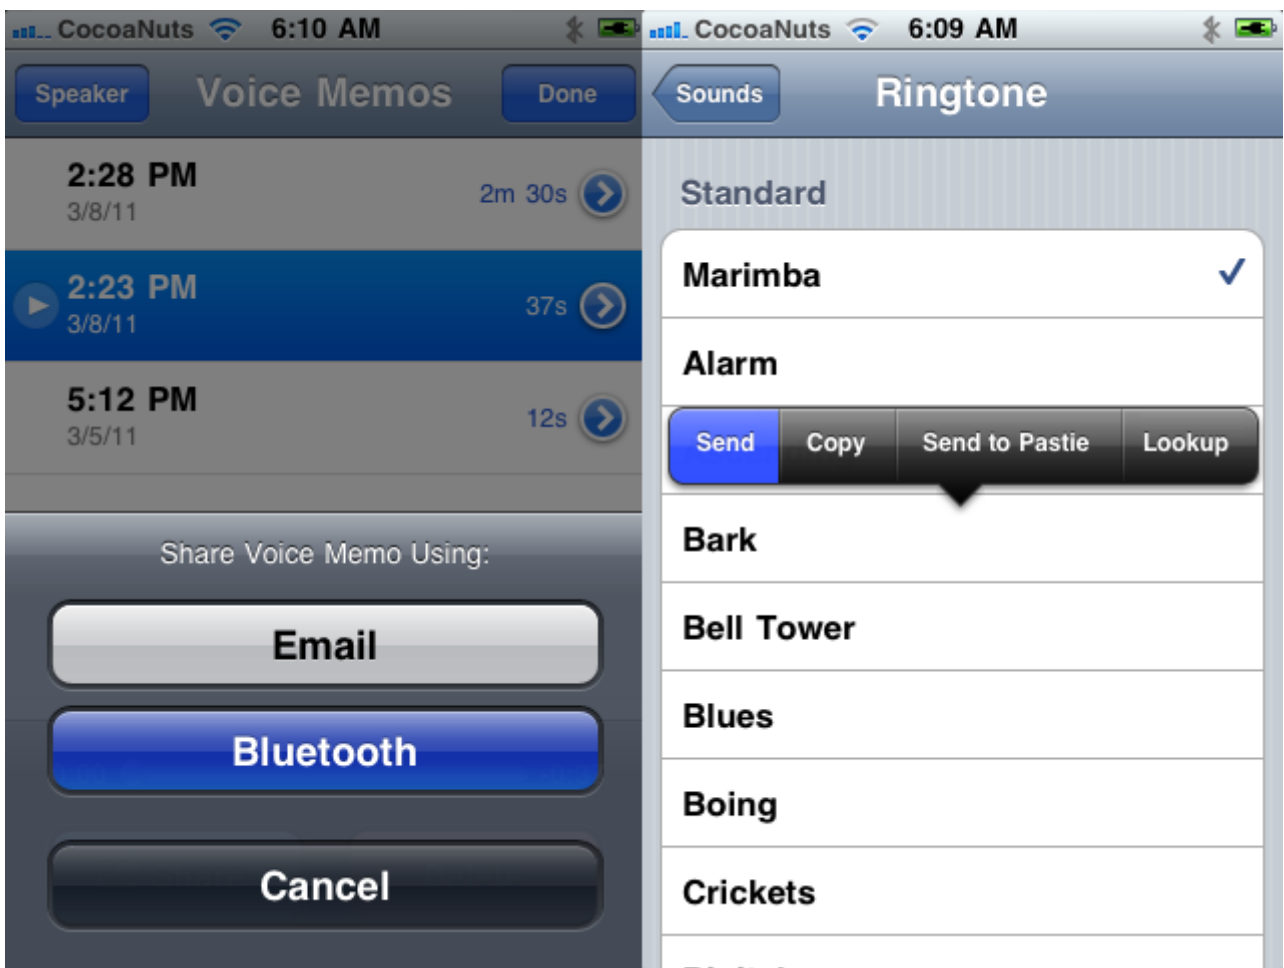 CocoaNuts 6:10 AM
Speaker Voice Memos Done
2:28 PM
3/8/11
2m 30s
2:23 PM
3/8/11
37s
5:12 PM
3/5/11
12s
Share Voice Memo Using:
Email
Bluetooth
Cancel
CocoaNuts 6:09 AM
Sounds Ringtone
Standard
Marimba
Alarm
Send Copy Send to Pastie Lookup
Bark
Bell Tower
Blues
Boing
Crickets